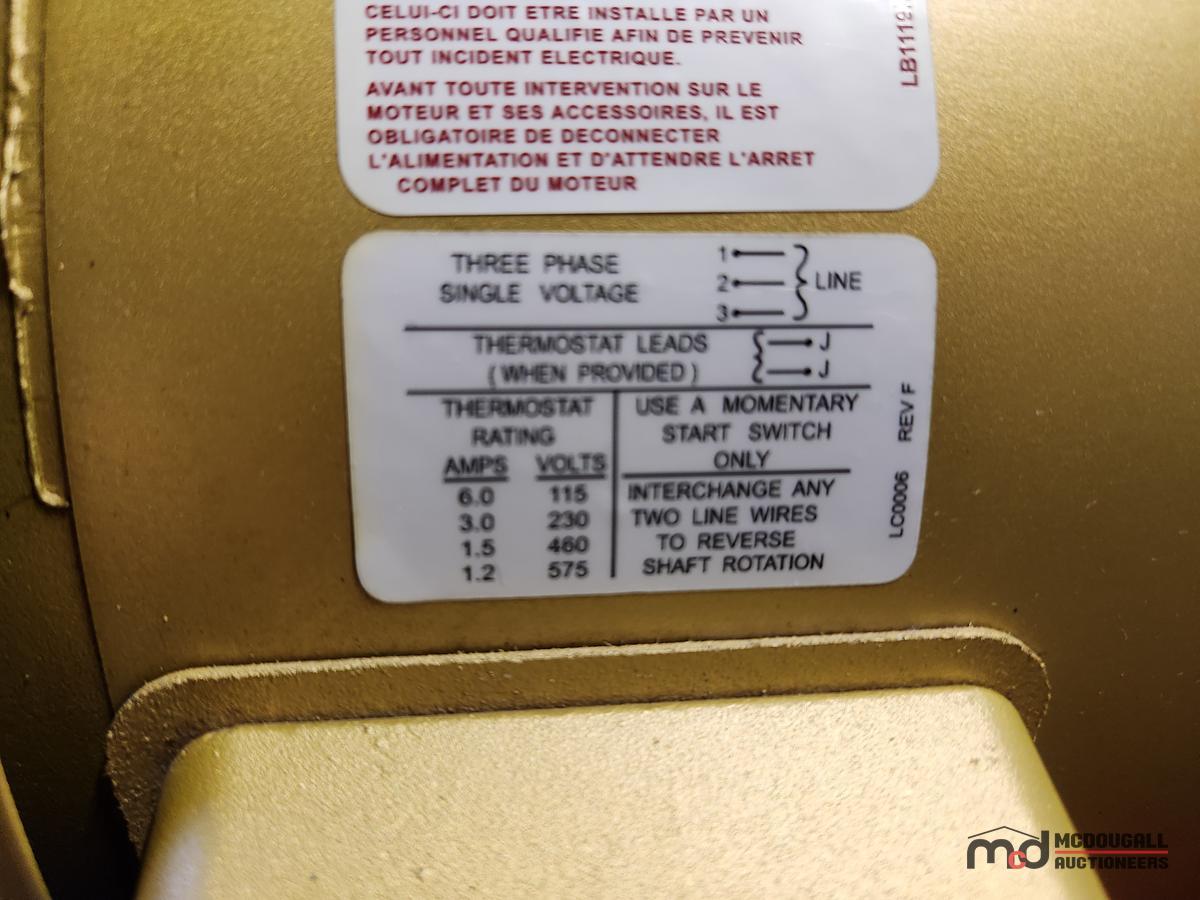 CELUI-CI DOIT ETRE INSTALLE PAR UN
PERSONNEL QUALIFIE AFIN DE PREVENIR
TOUT INCIDENT ELECTRIQUE.
AVANT TOUTE INTERVENTION SUR LE
MOTEUR ET SES ACCESSOIRES, IL EST
OBLIGATOIRE DE DECONNECTER
L'ALIMENTATION ET D'ATTENDRE L'ARRET
COMPLET DU MOTEUR
THREE PHASE
SINGLE VOLTAGE
1
2
3
LINE
THERMOSTAT LEADS
(WHEN PROVIDED)
J
J
THERMOSTAT
RATING
AMPS VOLTS
6.0 115
3.0 230
1.5 460
1.2 575
USE A MOMENTARY
START SWITCH
ONLY
INTERCHANGE ANY
TWO LINE WIRES
TO REVERSE
SHAFT ROTATION
LC0006 REV F
mcd MCDOUGALL
AUCTIONEERS